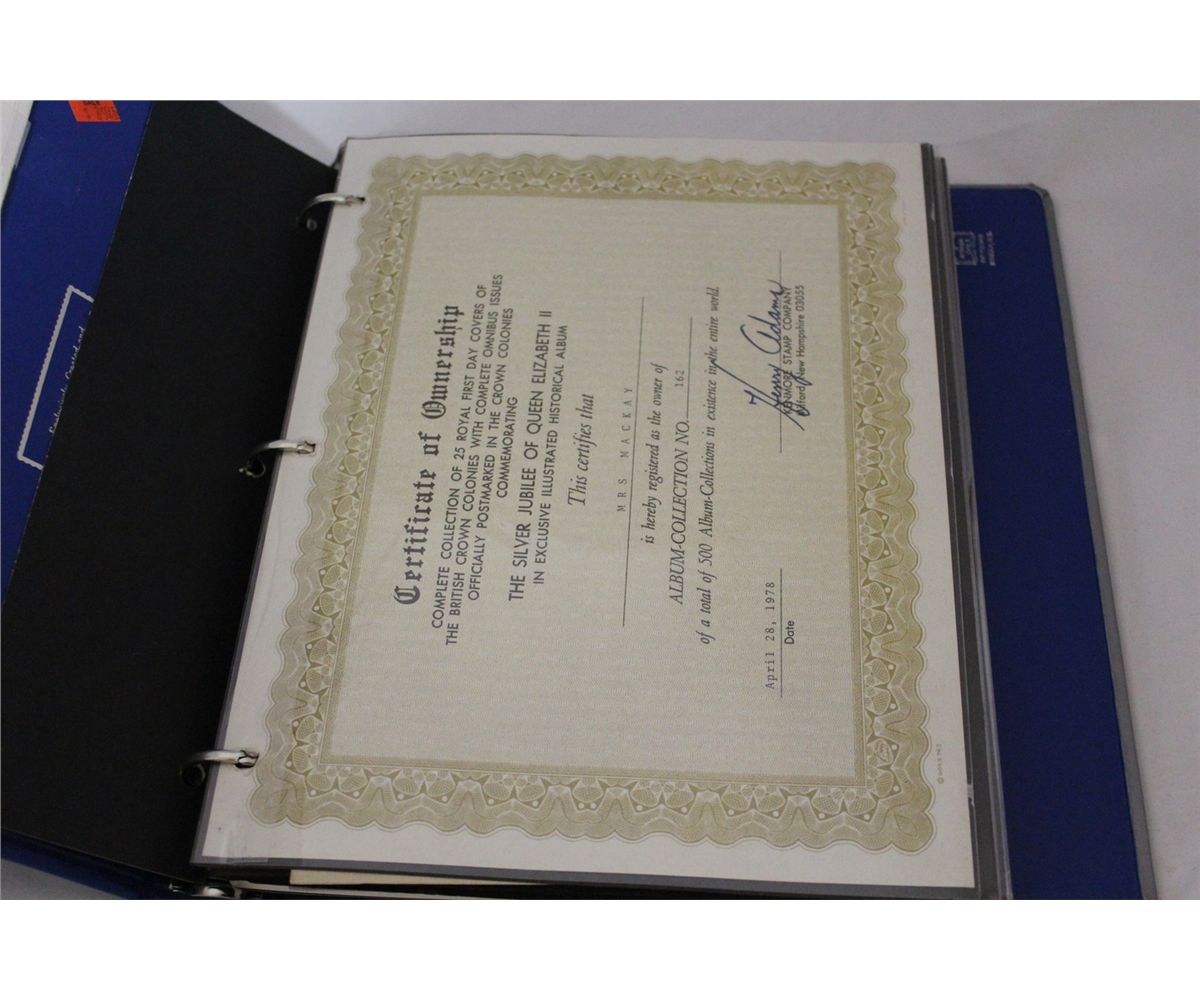 Certificate of Ownership
COMPLETE COLLECTION OF 25 ROYAL FIRST DAY COVERS OF
THE BRITISH CROWN COLONIES WITH COMPLETE OMNIBUS ISSUES
OFFICIALLY POSTMARKED IN THE CROWN COLONIES
COMMEMORATING
THE SILVER JUBILEE OF QUEEN ELIZABETH II
IN EXCLUSIVE ILLUSTRATED HISTORICAL ALBUM
This certifies that
MRS MACKAY
is hereby registered as the owner of
ALBUM-COLLECTION NO. 162
of a total of 500 Album-Collections in existence in the entire world.
April 28, 1978
Date
Henry Adams
KENMORE STAMP COMPANY
Milford, New Hampshire 03055